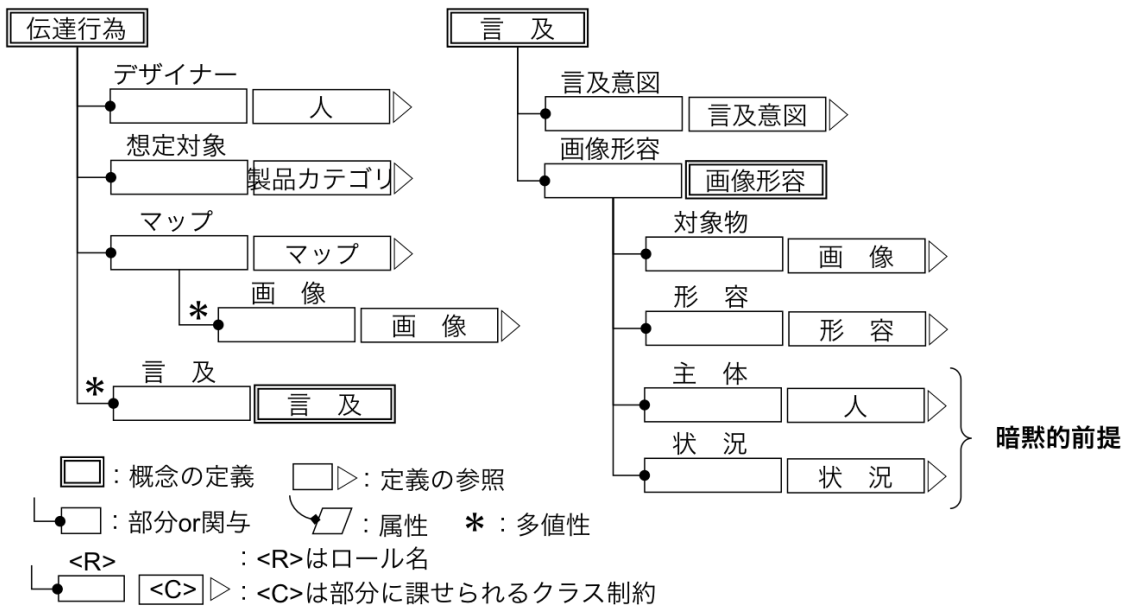 伝達行為
デザイナー
人
想定対象
製品カテゴリ
マップ
マップ
*
画 像
画 像
*
言 及
言 及
言 及
言及意図
言及意図
画像形容
画像形容
対象物
画 像
形 容
形 容
主 体
人
状 況
状 況
暗黙的前提
：概念の定義
：定義の参照
：部分or関与
：属性
* ：多値性
<R>
：<R>はロール名
<C>
：<C>は部分に課せられるクラス制約